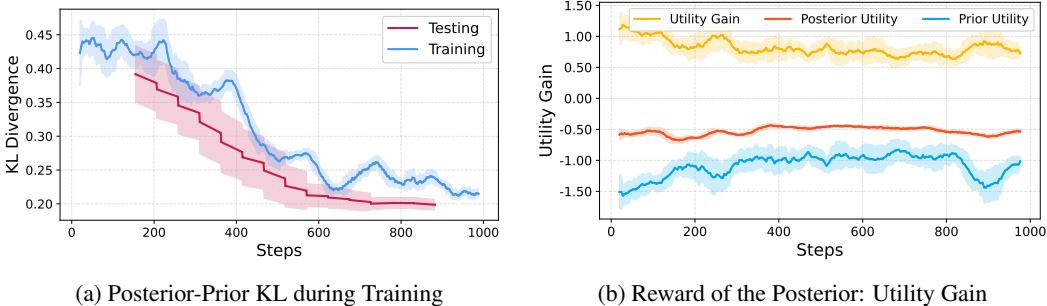 Testing
Training
KL Divergence
0.45
0.40
0.35
0.30
0.25
0.20
0
200
400
600
800
1000
Steps
(a) Posterior-Prior KL during Training
Utility Gain
Posterior Utility
Prior Utility
Utility Gain
1.50
1.00
0.50
0.00
-0.50
-1.00
-1.50
0
200
400
600
800
1000
Steps
(b) Reward of the Posterior: Utility Gain